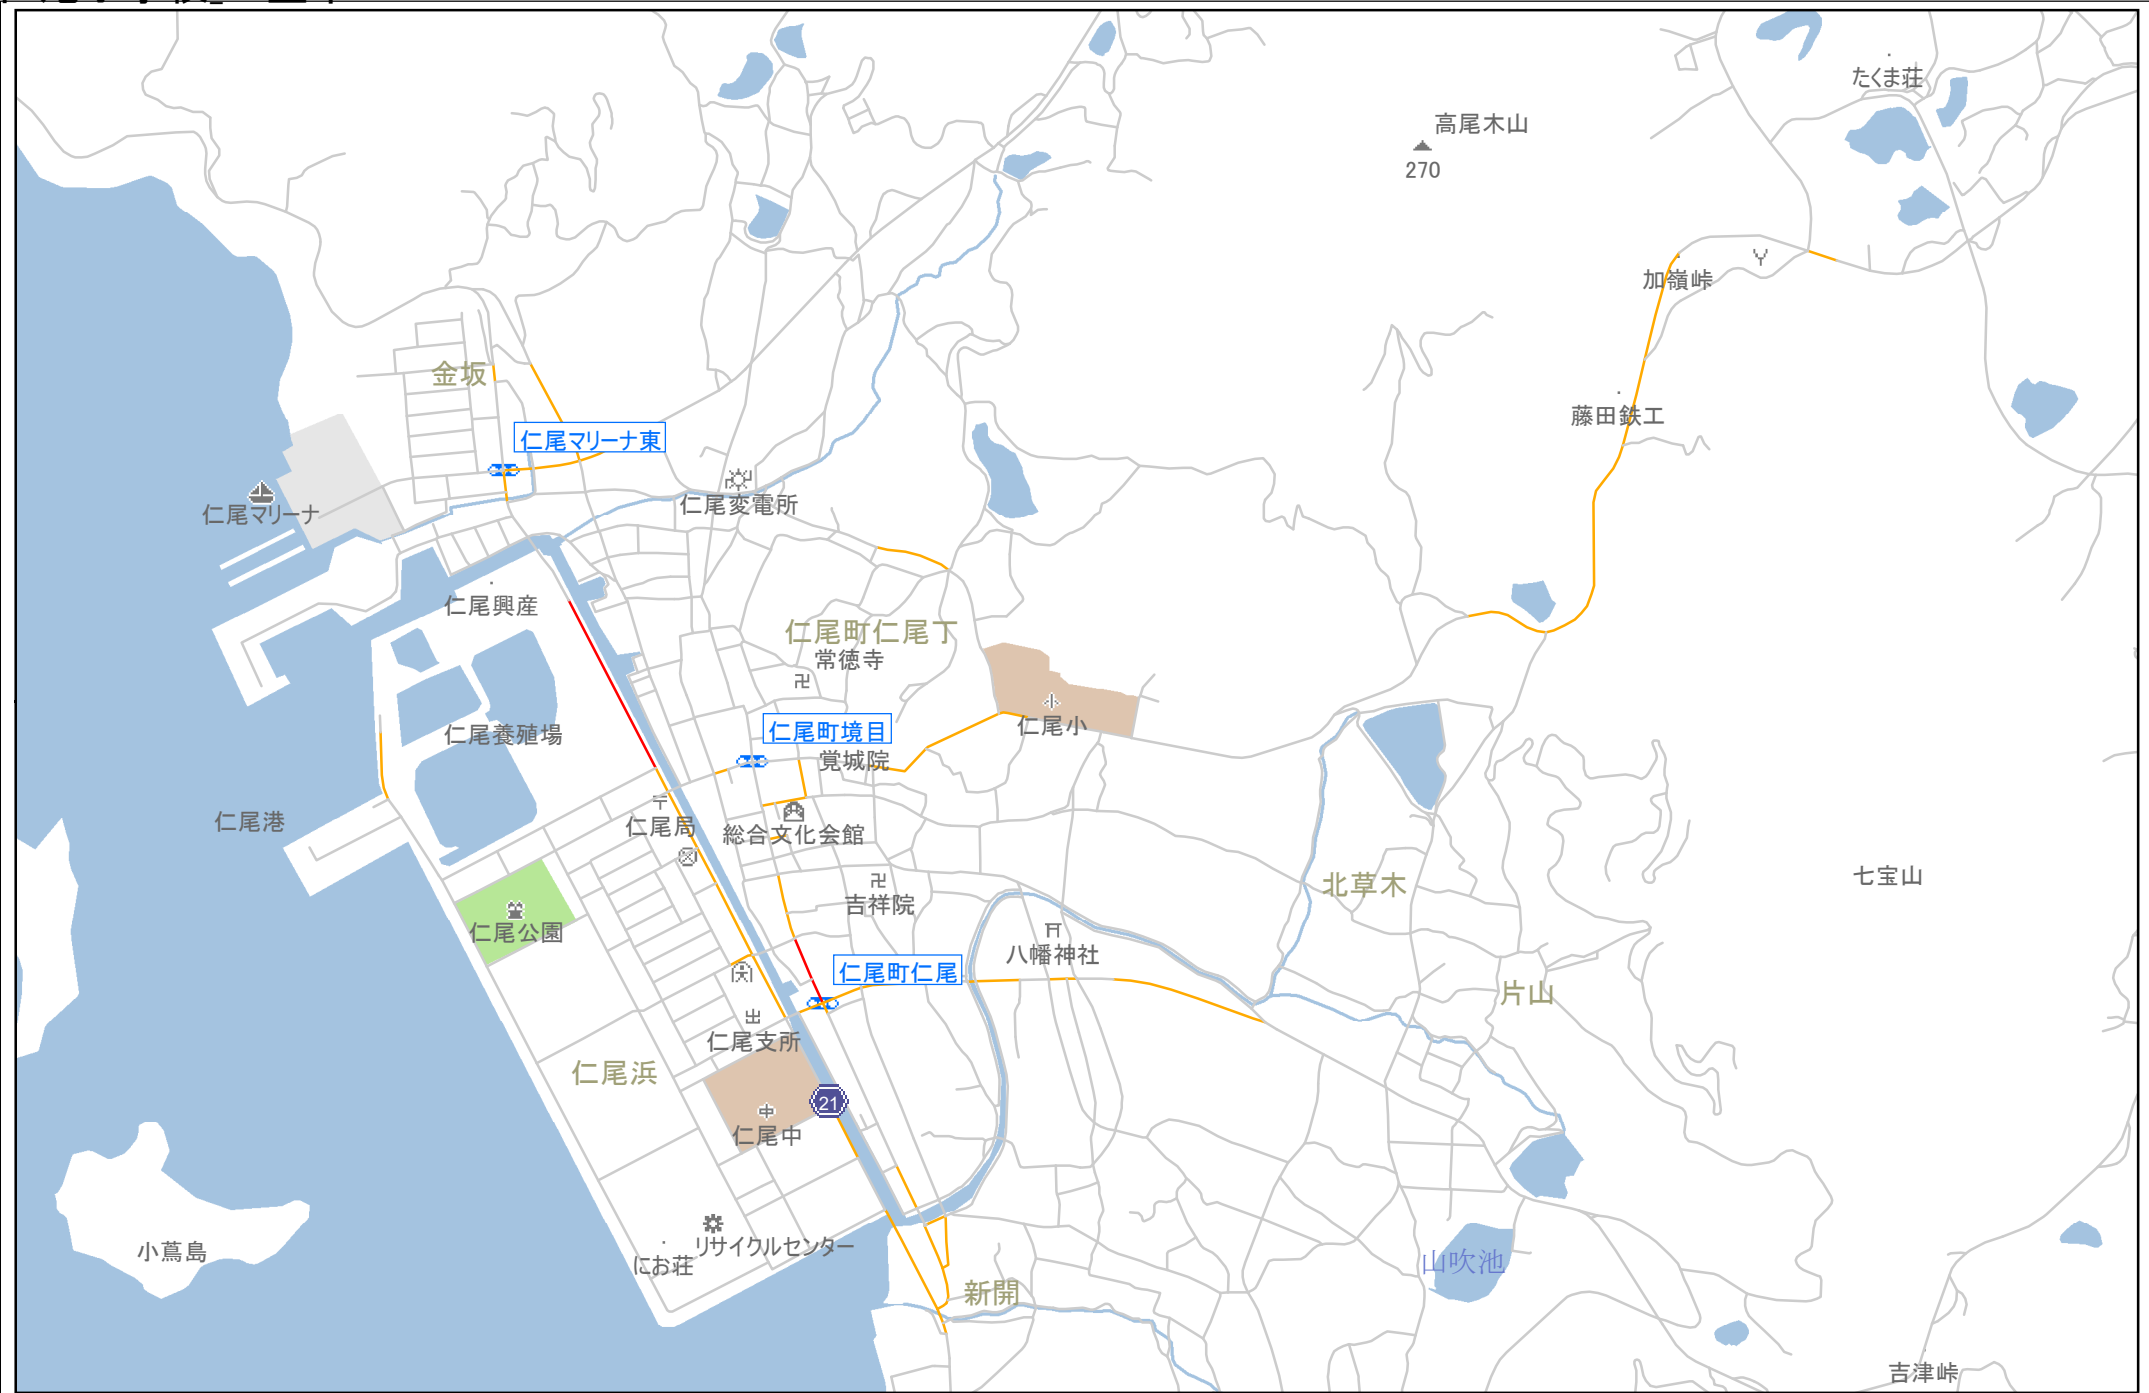 たくま荘
高尾木山
270
加嶺峠
金坂
藤田鉄工
仁尾マリーナ東
仁尾変電所
仁尾マリーナ
仁尾興産
仁尾町仁尾丁
常徳寺
仁尾小
仁尾町境目
仁尾養殖場
覚城院
仁尾港
仁尾局
総合文化会館
七宝山
北草木
吉祥院
仁尾公園
八幡神社
仁尾町仁尾
片山
仁尾支所
仁尾浜
21
仁尾中
小蔦島
リサイクルセンター
にお荘
山吹池
新開
吉津峠